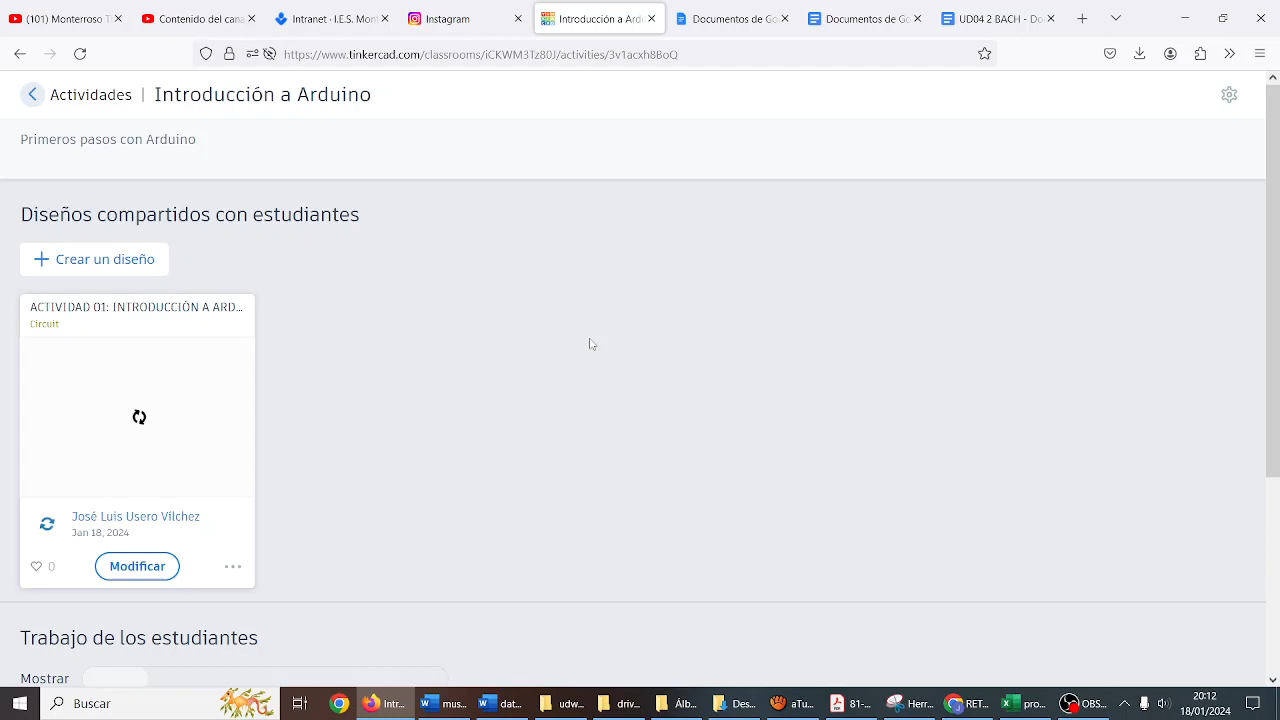 (101) Monterroso T
Contenido del can
Intranet · I.E.S. Mont
Instagram
Introducción a Ardu
Documentos de Go
Documentos de Go
UD04 2 BACH - Do
https://www.tinkercad.com/classrooms/iCKWM3Tz80J/activities/3v1acxh8BoQ
Actividades | Introducción a Arduino
Primeros pasos con Arduino
Diseños compartidos con estudiantes
+ Crear un diseño
ACTIVIDAD 01: INTRODUCCIÓN A ARD...
Circuit
José Luis Usero Vílchez
Jan 18, 2024
0
Modificar
Trabajo de los estudiantes
Mostrar
Buscar
Intr...
mus...
udw...
driv...
Álb...
Des...
aTu...
81-...
Herr...
RET...
pro...
OBS...
20:12
18/01/2024